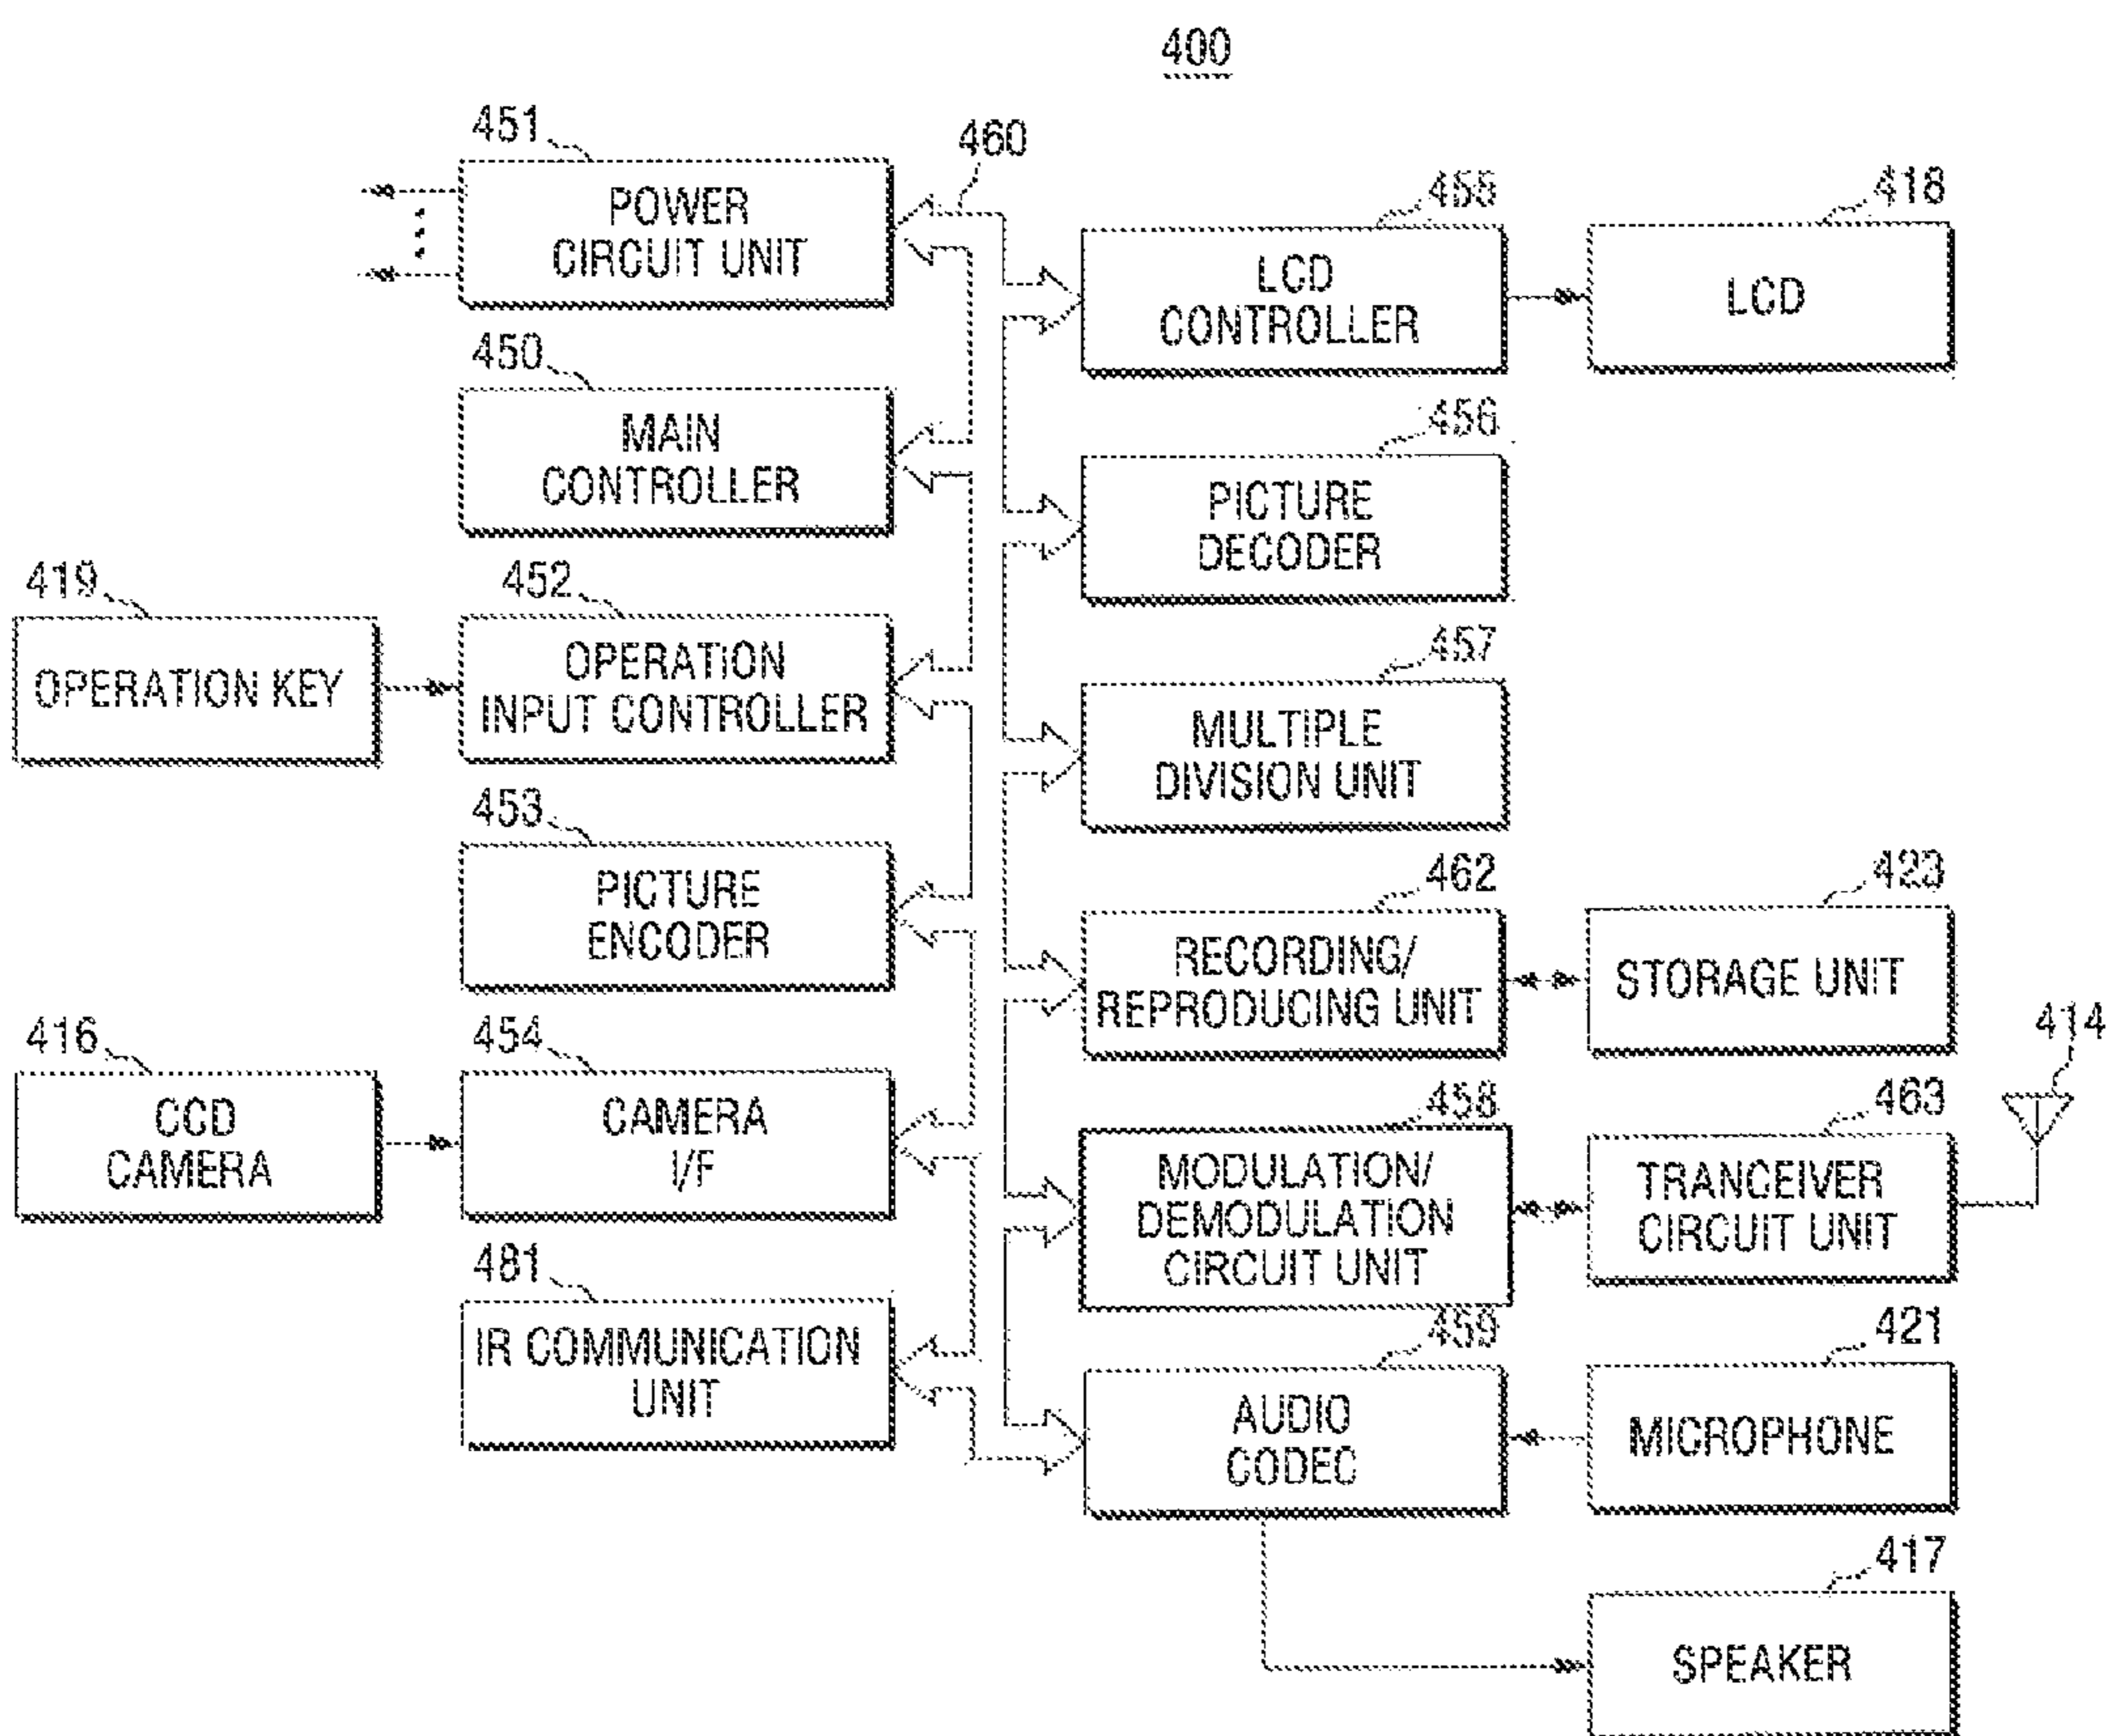 400
451
POWER
CIRCUIT UNIT
460
455
LCD
CONTROLLER
418
LCD
450
MAIN
CONTROLLER
456
PICTURE
DECODER
419
OPERATION KEY
452
OPERATION
INPUT CONTROLLER
457
MULTIPLE
DIVISION UNIT
453
PICTURE
ENCODER
462
RECORDING/
REPRODUCING UNIT
423
STORAGE UNIT
414
416
CCD
CAMERA
454
CAMERA
I/F
458
MODULATION/
DEMODULATION
CIRCUIT UNIT
463
TRANCEIVER
CIRCUIT UNIT
481
IR COMMUNICATION
UNIT
459
AUDIO
CODEC
421
MICROPHONE
417
SPEAKER